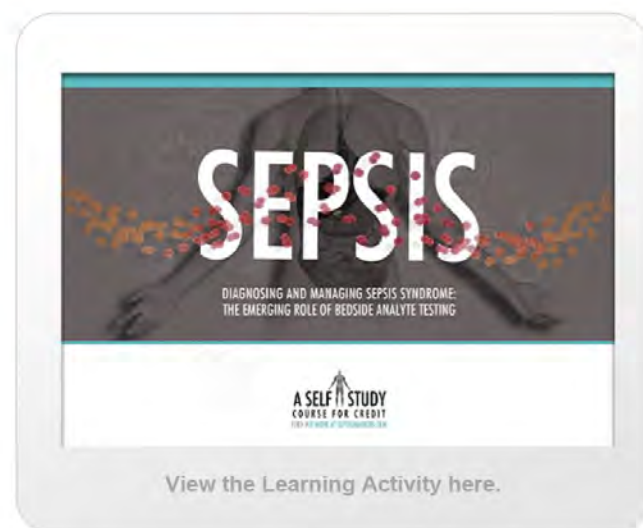 SEPSIS
DIAGNOSING AND MANAGING SEPSIS SYNDROME:
THE EMERGING ROLE OF BEDSIDE ANALYTE TESTING
A SELF STUDY
COURSE FOR CREDIT
View the Learning Activity here.